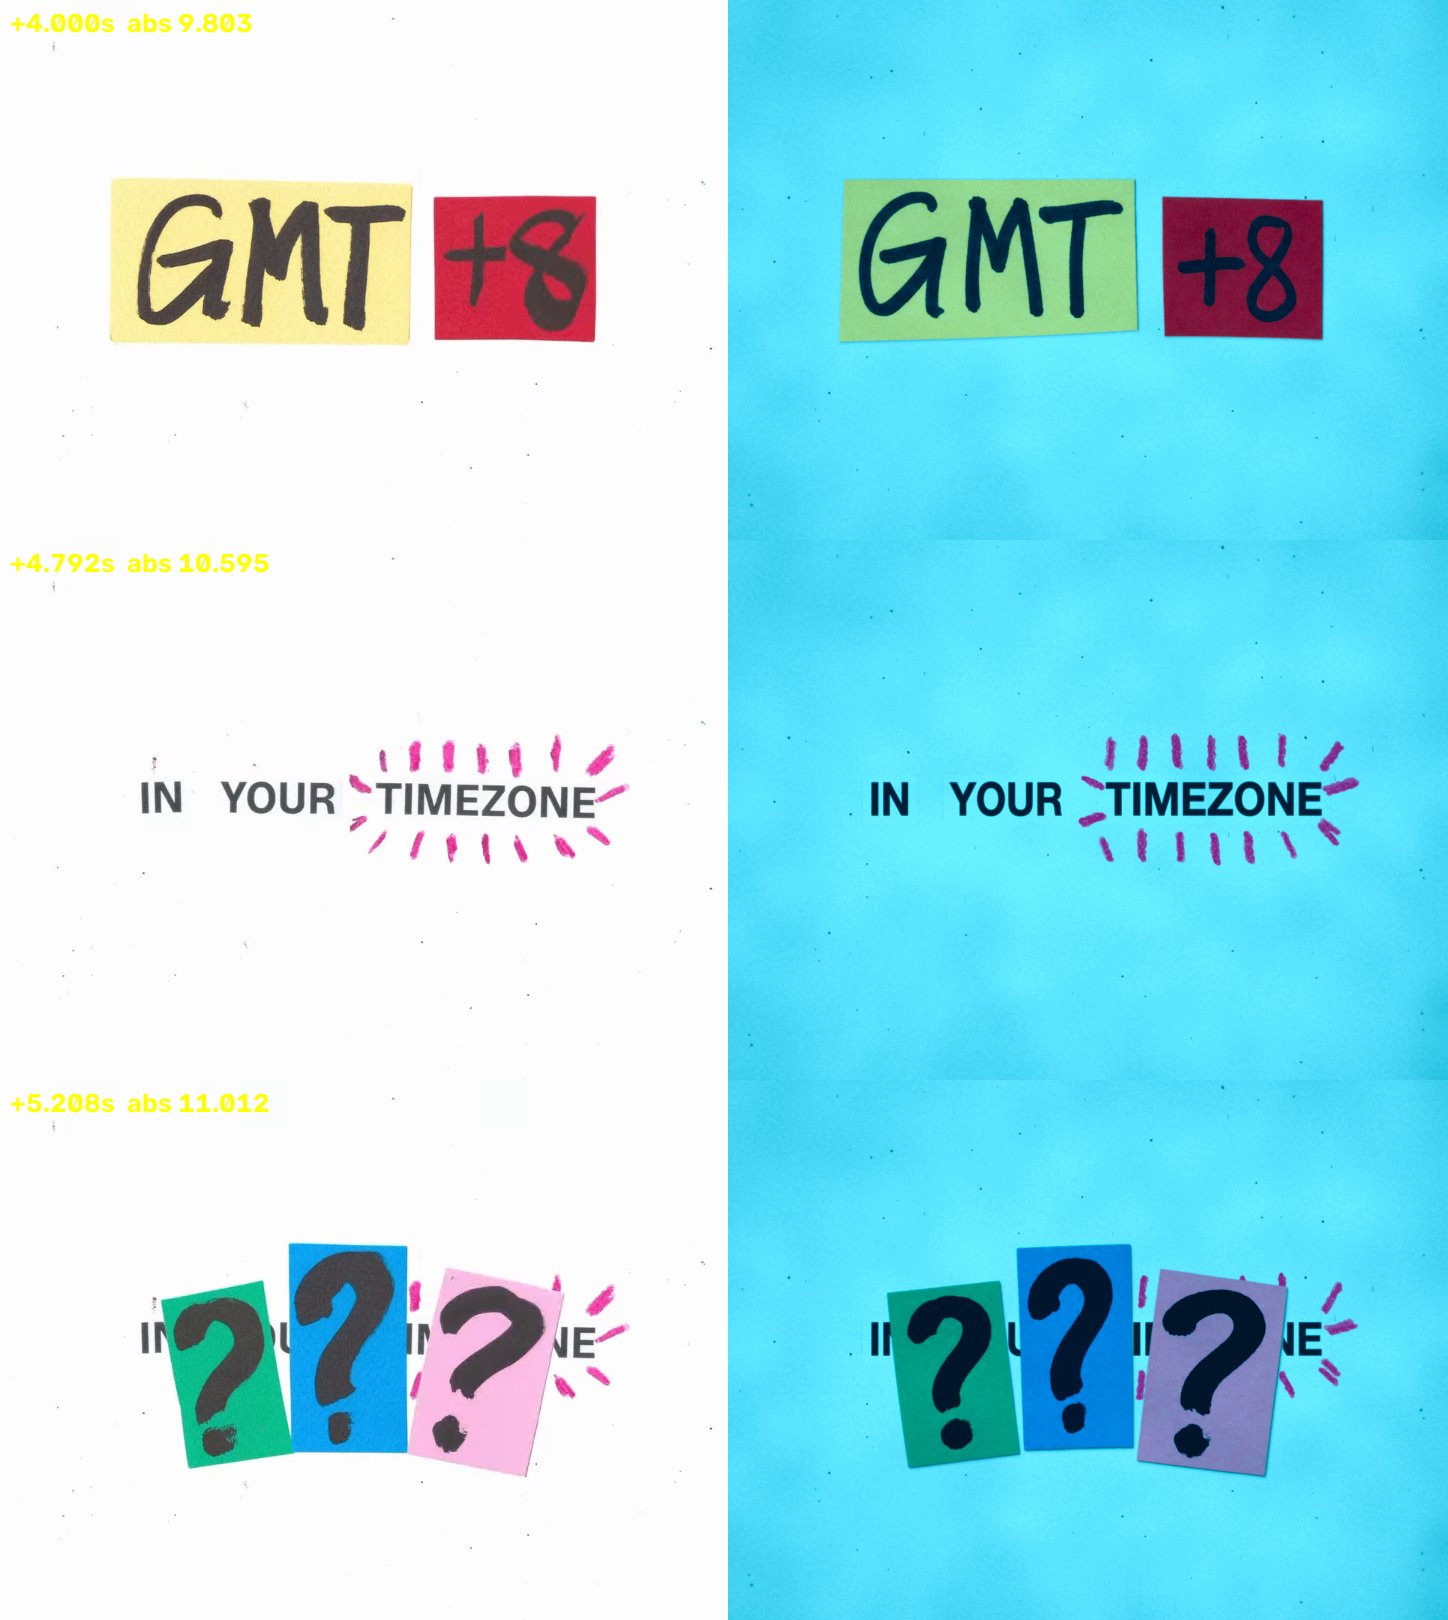 +4.000s abs 9.803
GMT +8 GMT +8
+4.792s abs 10.595
IN YOUR TIMEZONE IN YOUR TIMEZONE
+5.208s abs 11.012
? ? ? ? ? ?